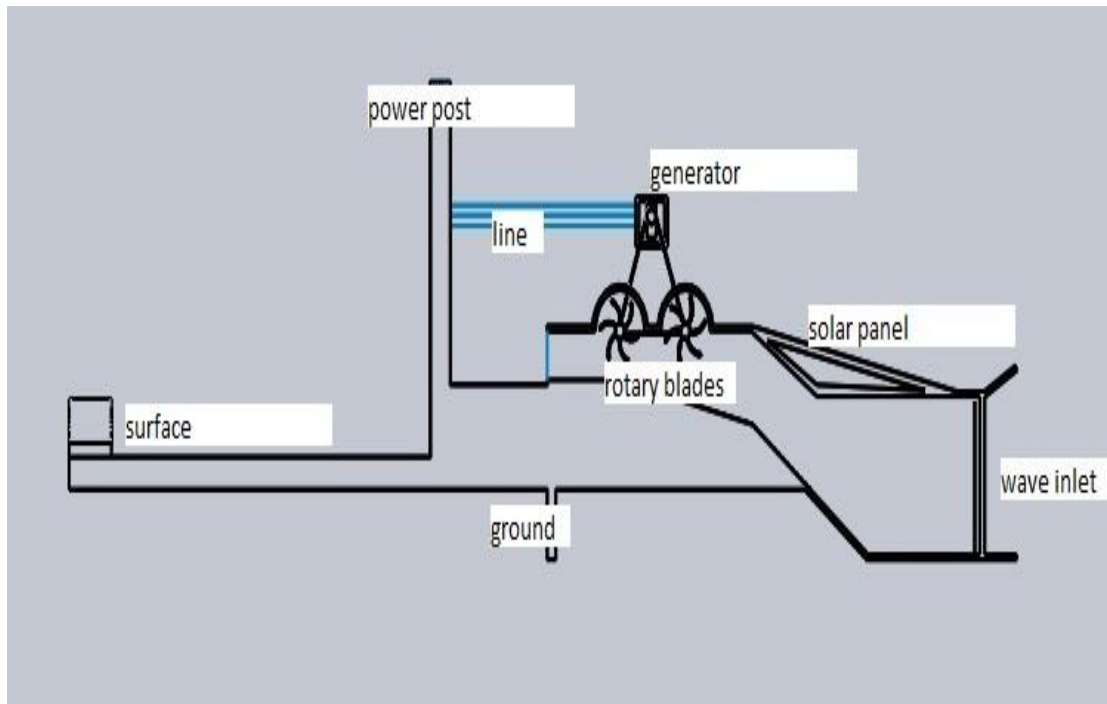 power post
generator
line
solar panel
rotary blades
surface
wave inlet
ground